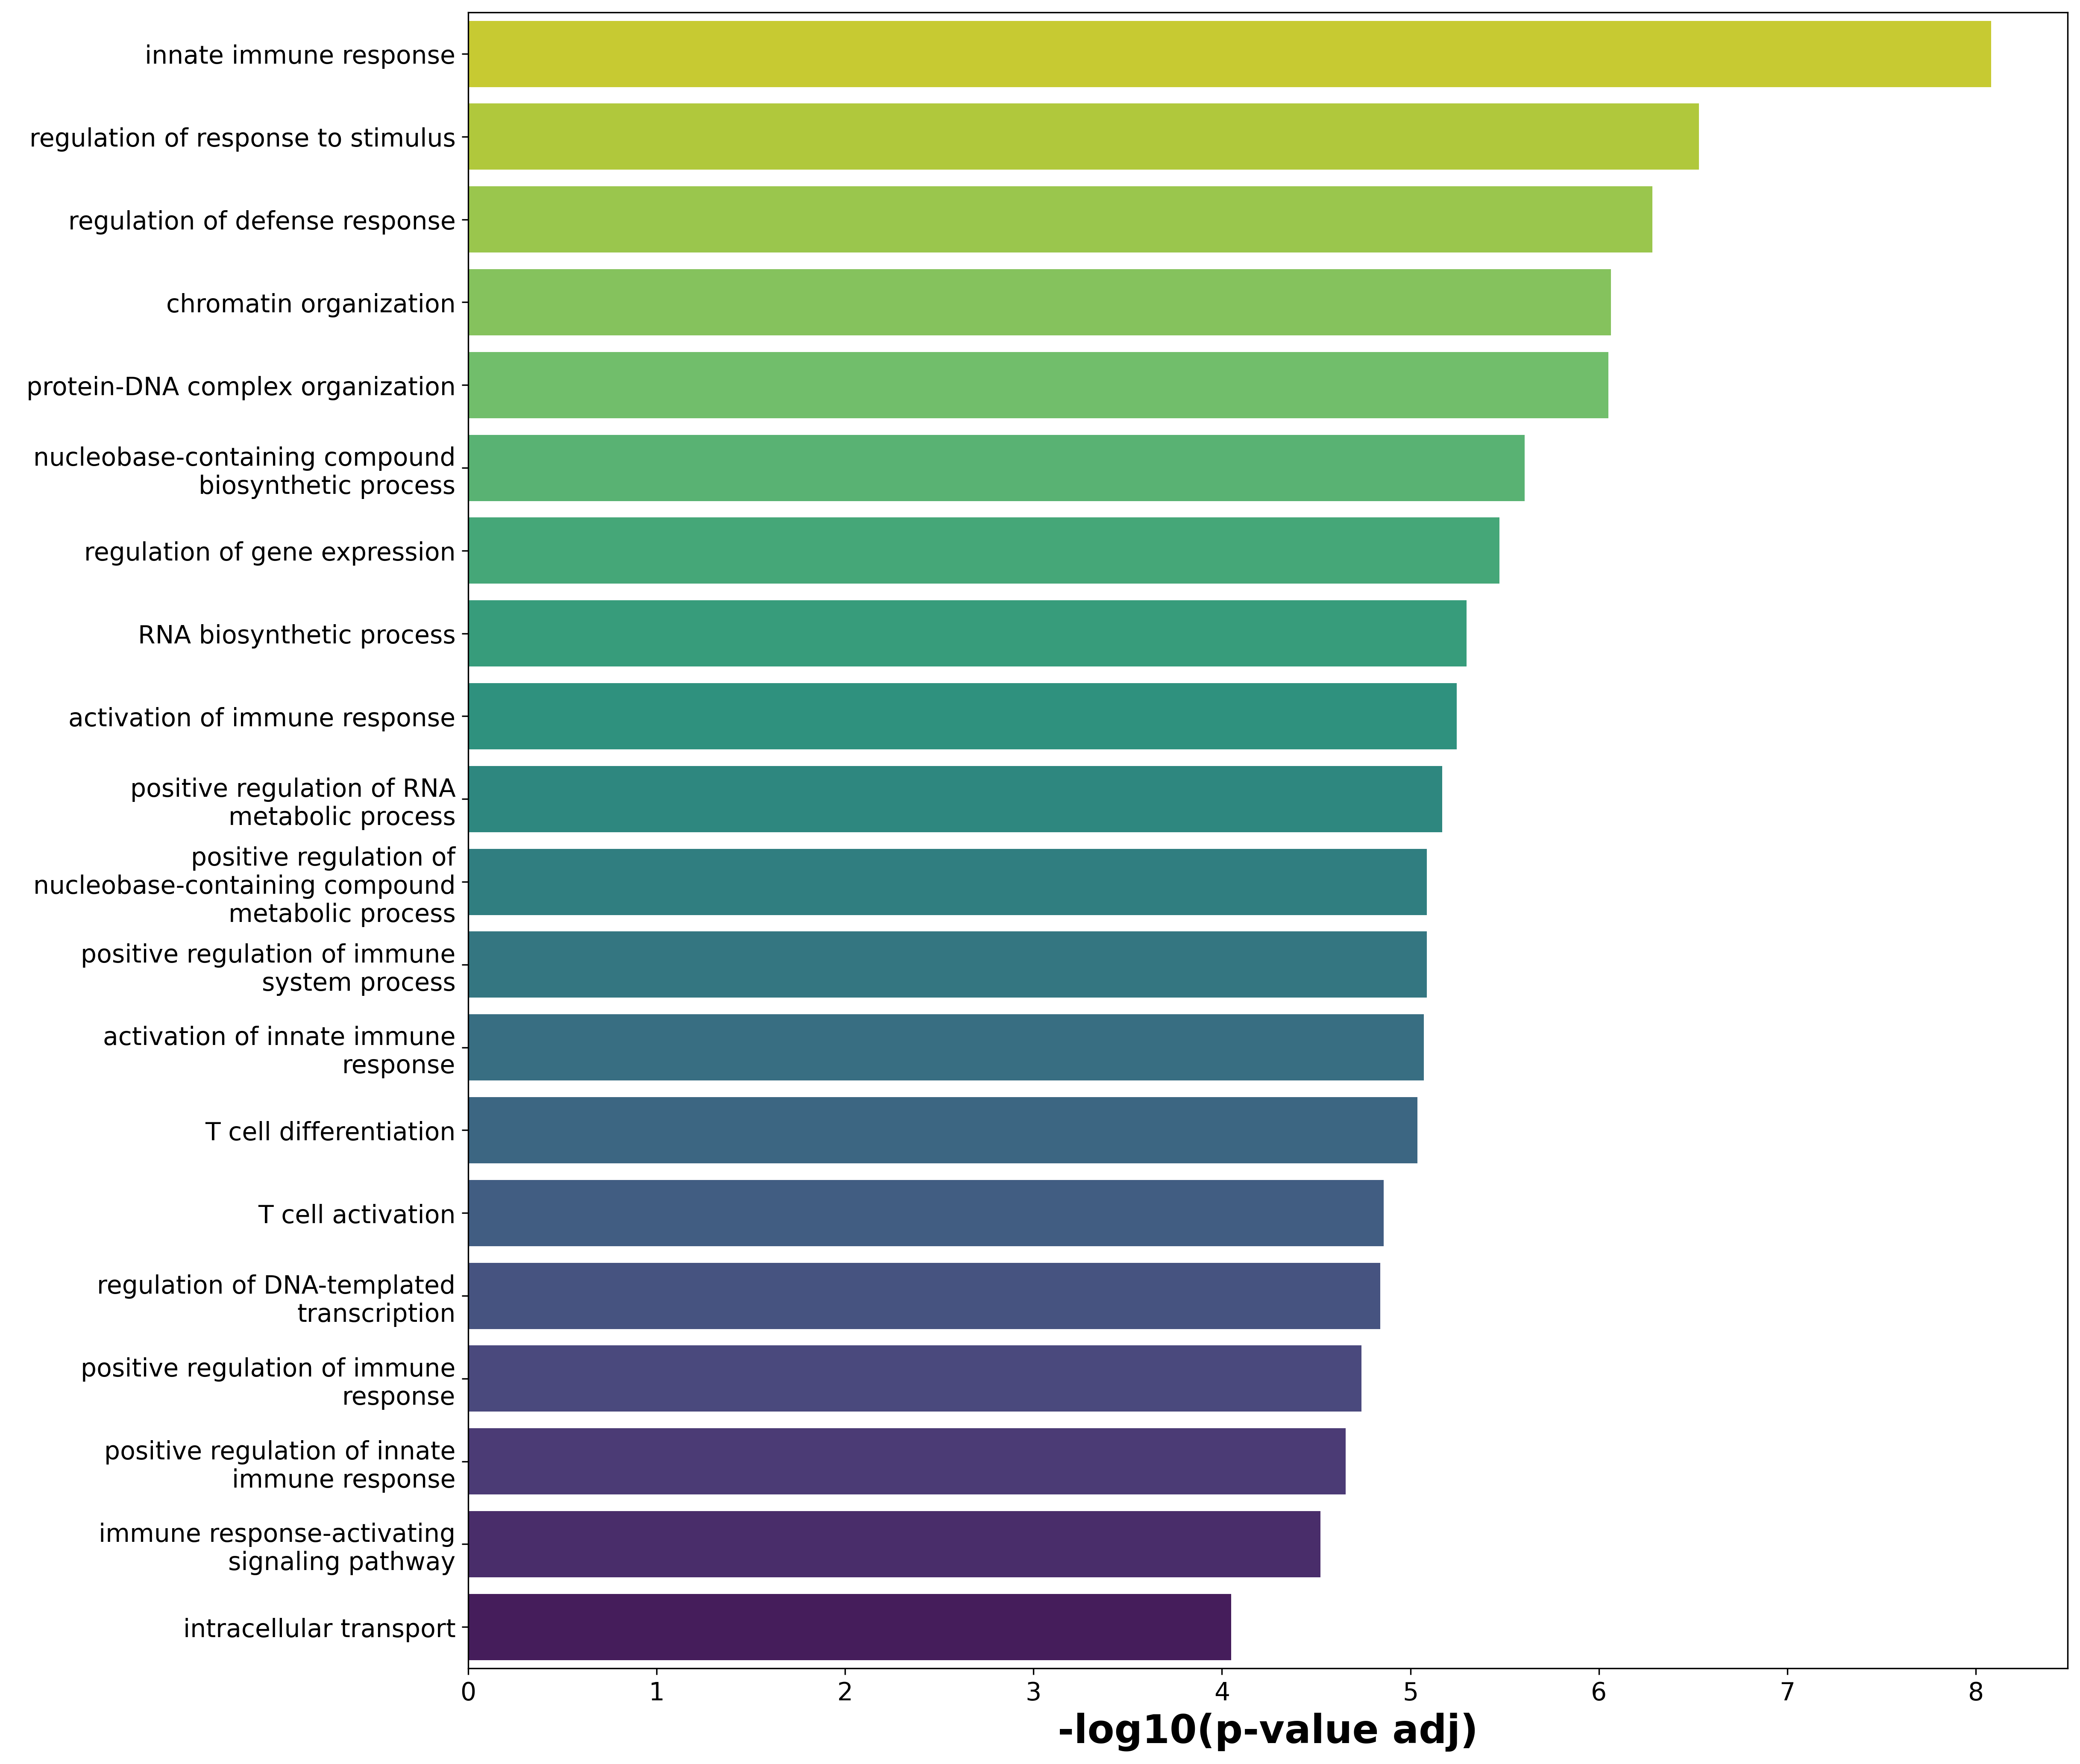 innate immune response
regulation of response to stimulus
regulation of defense response
chromatin organization
protein-DNA complex organization
nucleobase-containing compound
biosynthetic process
regulation of gene expression
RNA biosynthetic process
activation of immune response
positive regulation of RNA
metabolic process
positive regulation of
nucleobase-containing compound
metabolic process
positive regulation of immune
system process
activation of innate immune
response
T cell differentiation
T cell activation
regulation of DNA-templated
transcription
positive regulation of immune
response
positive regulation of innate
immune response
immune response-activating
signaling pathway
intracellular transport
0 1 2 3 4 5 6 7 8
-log10(p-value adj)